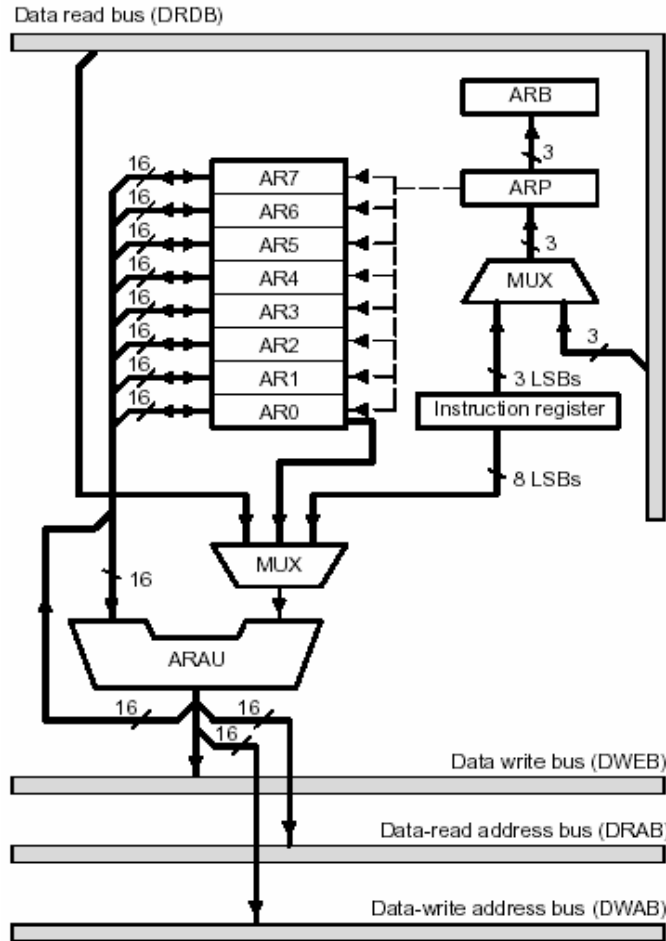 Data read bus (DRDB)
ARB
3
16
AR7
ARP
16
AR6
16
AR5
3
16
AR4
MUX
16
AR3
16
AR2
3
16
AR1
3 LSBs
16
AR0
Instruction register
8 LSBs
MUX
16
ARAU
16
16
16
Data write bus (DWEB)
Data-read address bus (DRAB)
Data-write address bus (DWAB)